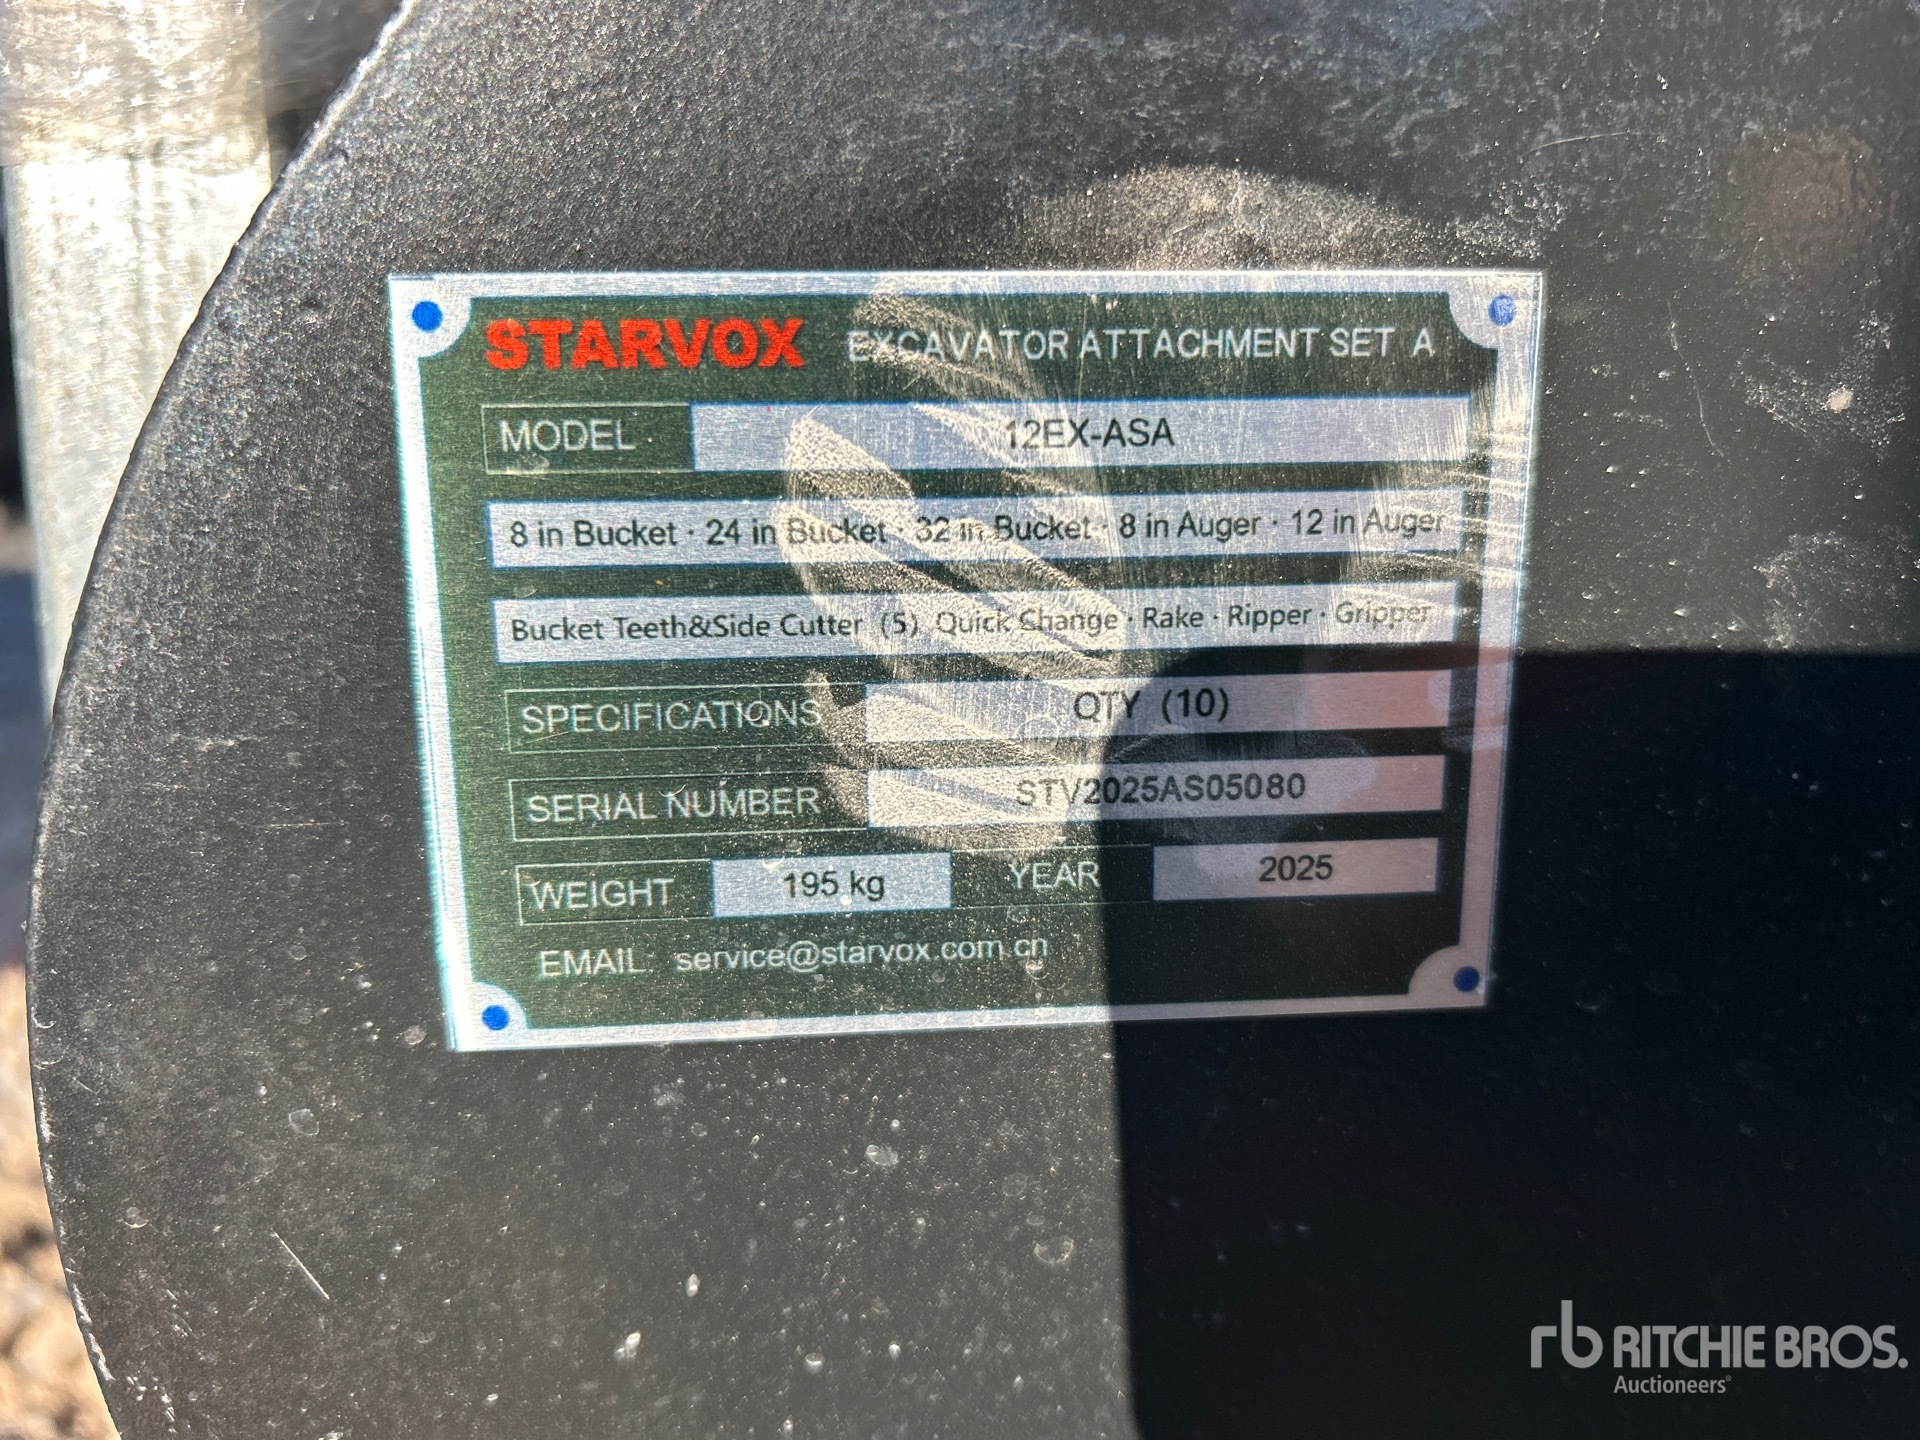 STARVOX EXCAVATOR ATTACHMENT SET A
MODEL 12EX-ASA
8 in Bucket · 24 in Bucket · 32 in Bucket · 8 in Auger · 12 in Auger
Bucket Teeth&Side Cutter (5) Quick Change · Rake · Ripper · Gripper
SPECIFICATIONS QTY (10)
SERIAL NUMBER STV2025AS05080
WEIGHT 195 kg YEAR 2025
EMAIL: service@starvox.com.cn
rb RITCHIE BROS.
Auctioneers®